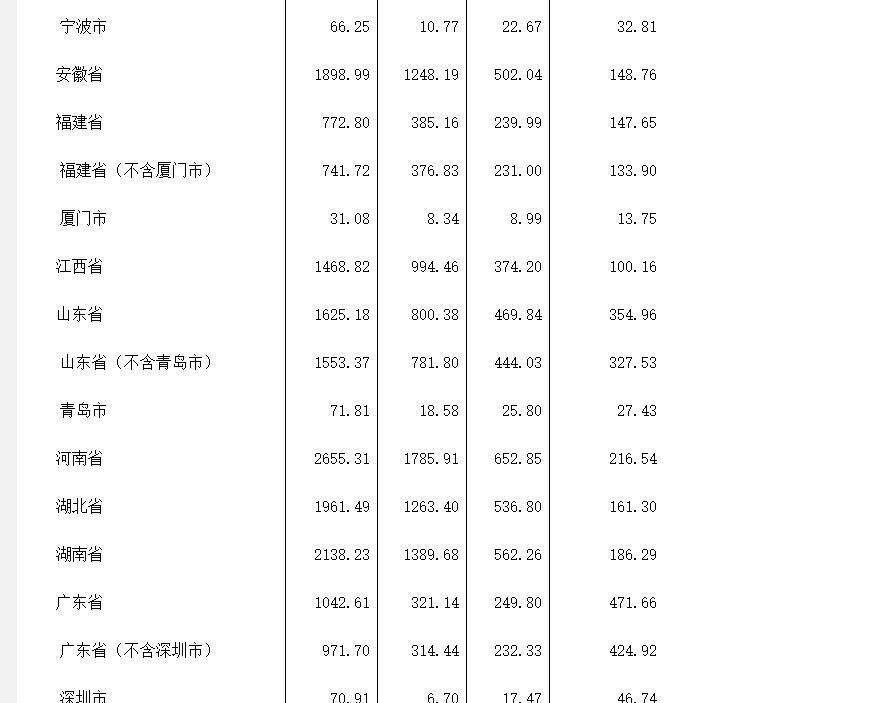 宁波市 66.25 10.77 22.67 32.81
安徽省 1898.99 1248.19 502.04 148.76
福建省 772.80 385.16 239.99 147.65
福建省（不含厦门市） 741.72 376.83 231.00 133.90
厦门市 31.08 8.34 8.99 13.75
江西省 1468.82 994.46 374.20 100.16
山东省 1625.18 800.38 469.84 354.96
山东省（不含青岛市） 1553.37 781.80 444.03 327.53
青岛市 71.81 18.58 25.80 27.43
河南省 2655.31 1785.91 652.85 216.54
湖北省 1961.49 1263.40 536.80 161.30
湖南省 2138.23 1389.68 562.26 186.29
广东省 1042.61 321.14 249.80 471.66
广东省（不含深圳市） 971.70 314.44 232.33 424.92
深圳市 70.91 6.70 17.47 46.74